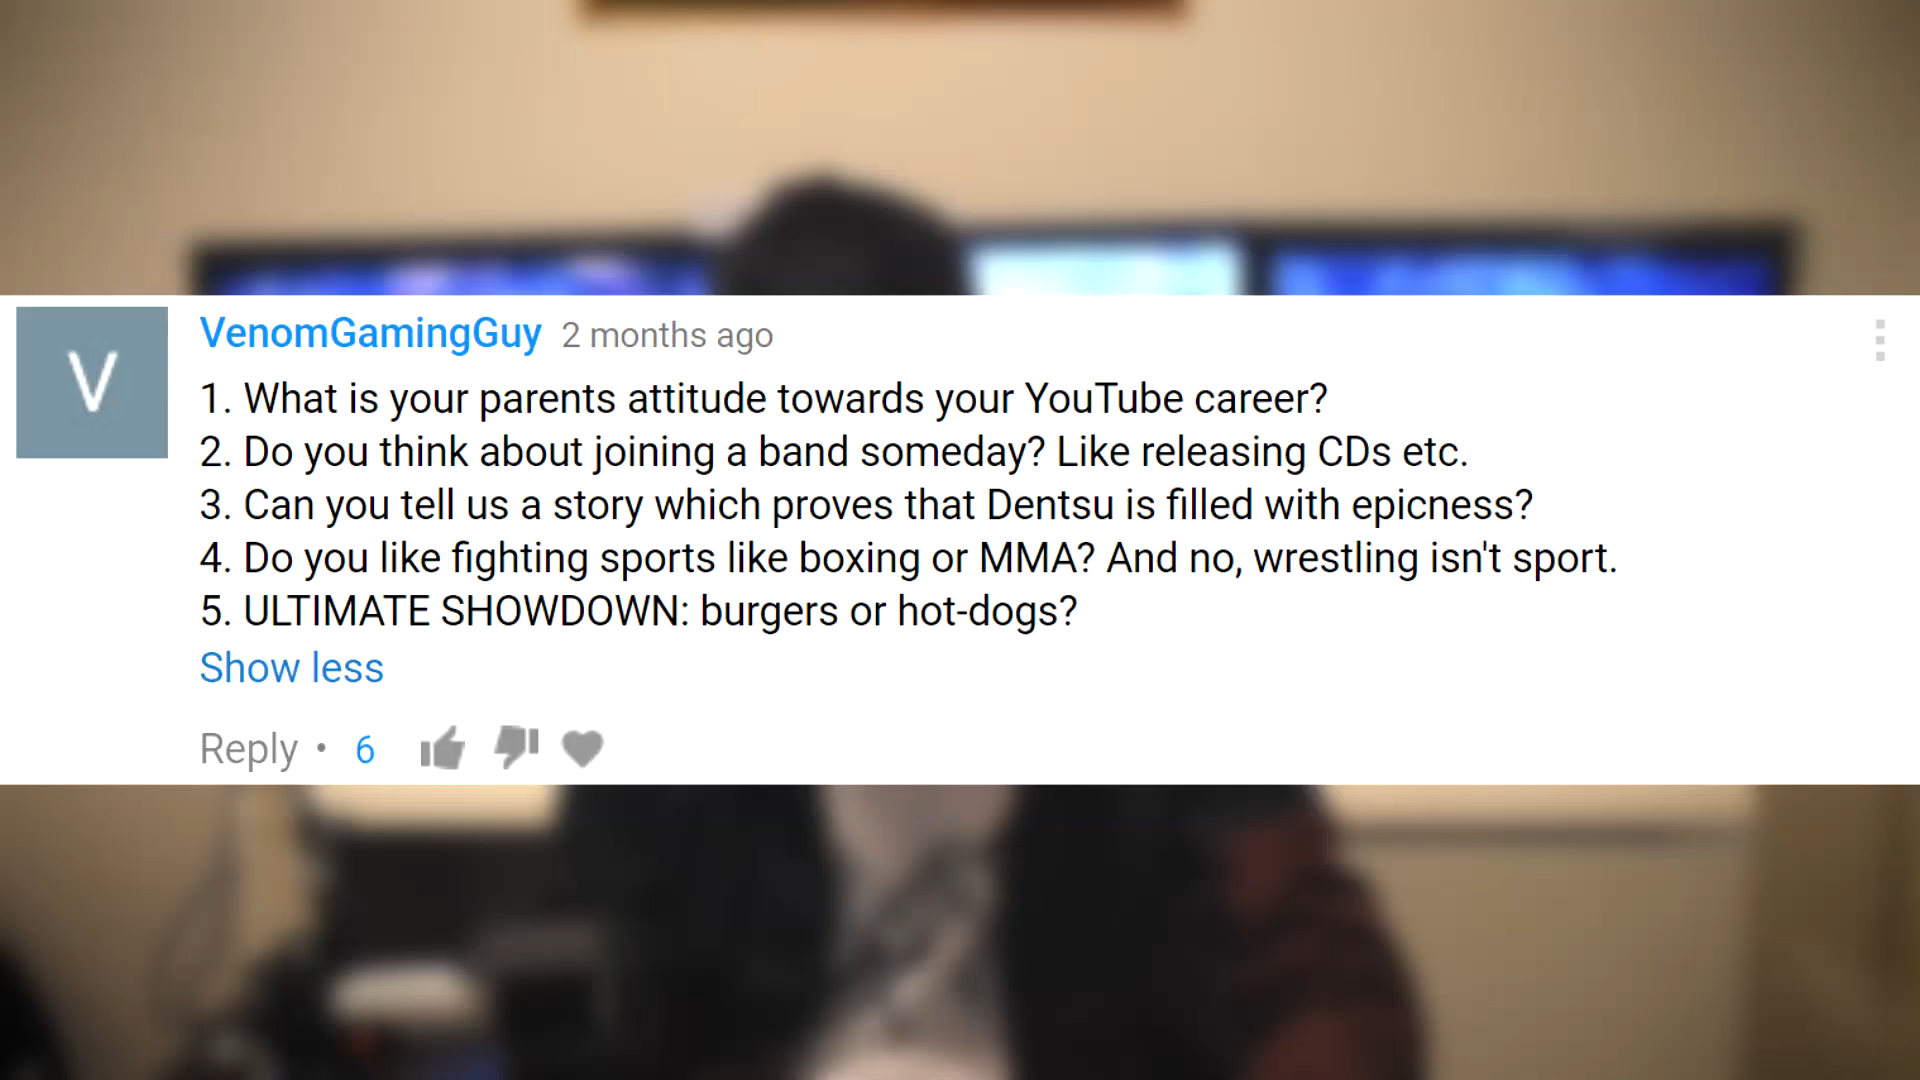 V
VenomGamingGuy 2 months ago
1. What is your parents attitude towards your YouTube career?
2. Do you think about joining a band someday? Like releasing CDs etc.
3. Can you tell us a story which proves that Dentsu is filled with epicness?
4. Do you like fighting sports like boxing or MMA? And no, wrestling isn't sport.
5. ULTIMATE SHOWDOWN: burgers or hot-dogs?
Show less
Reply • 6